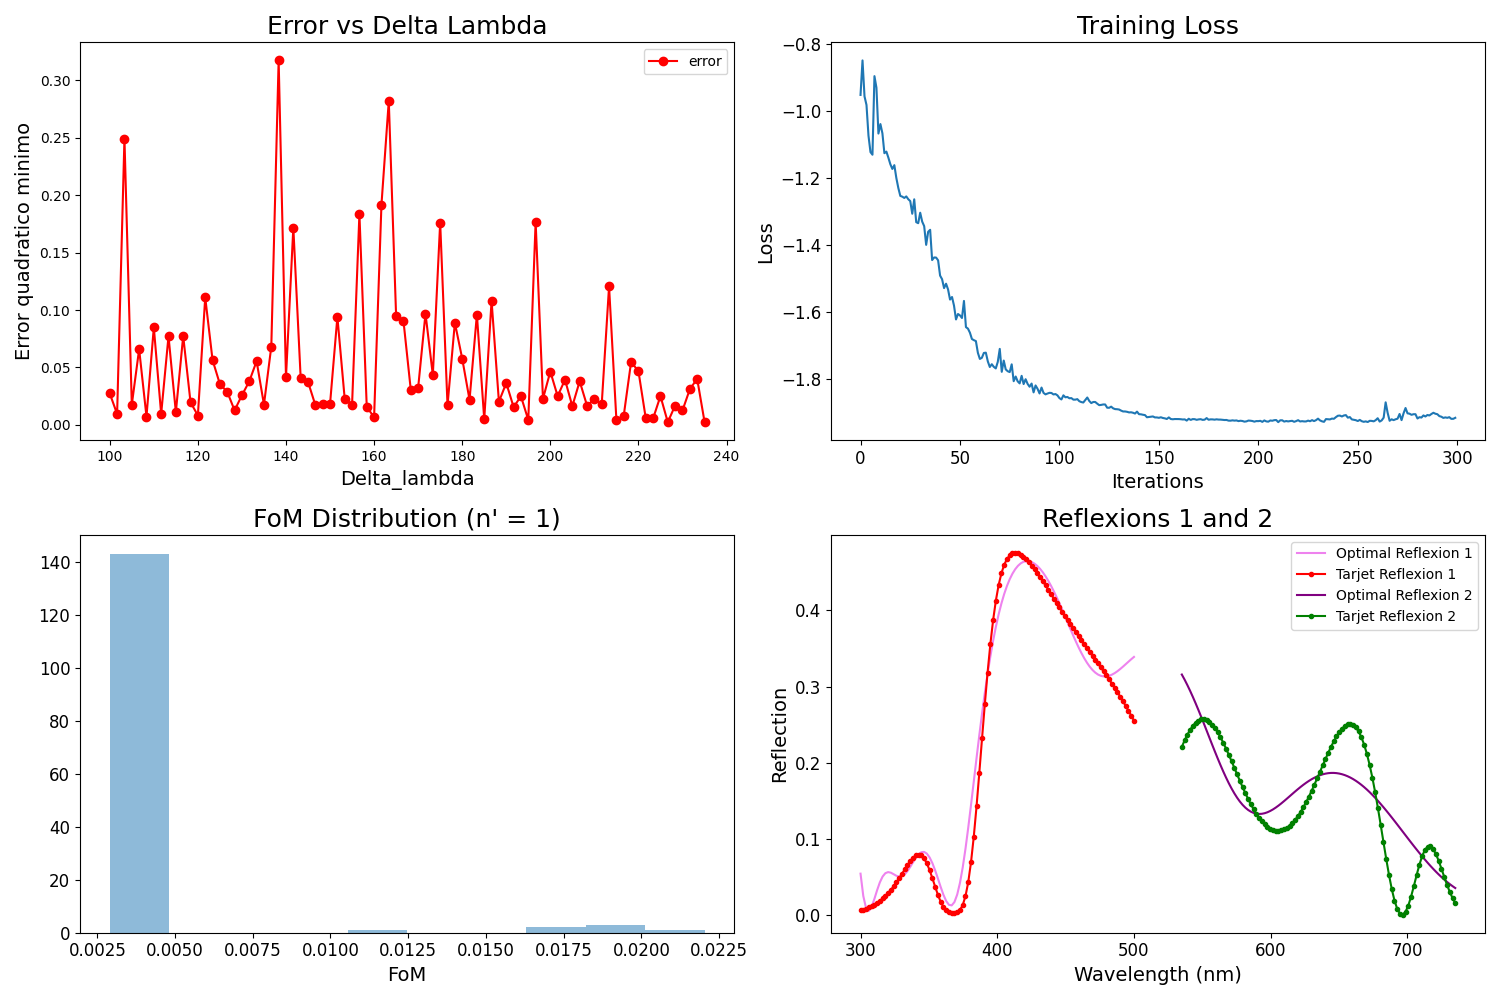 Error vs Delta Lambda
Error quadratico minimo
0.30
0.25
0.20
0.15
0.10
0.05
0.00
error
100 120 140 160 180 200 220 240
Delta_lambda
Training Loss
Loss
−0.8
−1.0
−1.2
−1.4
−1.6
−1.8
0 50 100 150 200 250 300
Iterations
FoM Distribution (n' = 1)
140
120
100
80
60
40
20
0
0.0025 0.0050 0.0075 0.0100 0.0125 0.0150 0.0175 0.0200 0.0225
FoM
Reflexions 1 and 2
Reflection
0.4
0.3
0.2
0.1
0.0
Optimal Reflexion 1
Tarjet Reflexion 1
Optimal Reflexion 2
Tarjet Reflexion 2
300 400 500 600 700
Wavelength (nm)